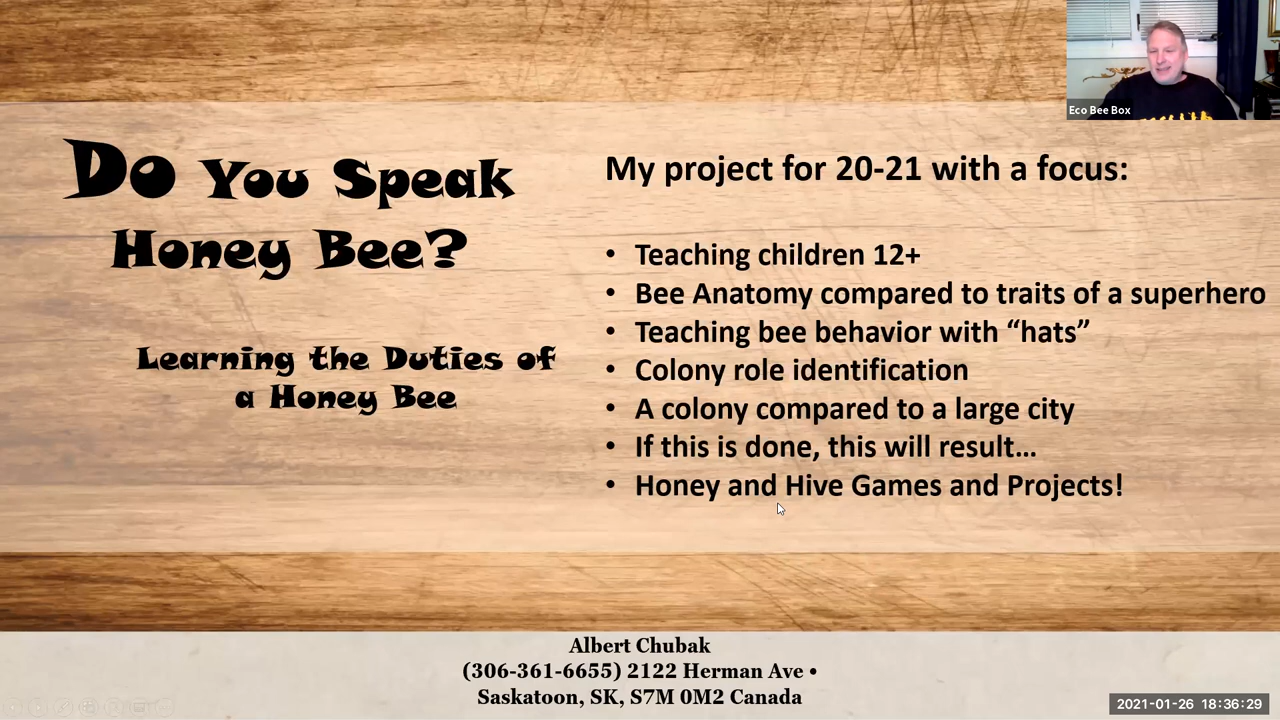 Eco Bee Box
Do You Speak
Honey Bee?
Learning the Duties of
a Honey Bee
My project for 20-21 with a focus:
• Teaching children 12+
• Bee Anatomy compared to traits of a superhero
• Teaching bee behavior with “hats”
• Colony role identification
• A colony compared to a large city
• If this is done, this will result…
• Honey and Hive Games and Projects!
Albert Chubak
(306-361-6655) 2122 Herman Ave •
Saskatoon, SK, S7M 0M2 Canada
2021-01-26 18:36:29